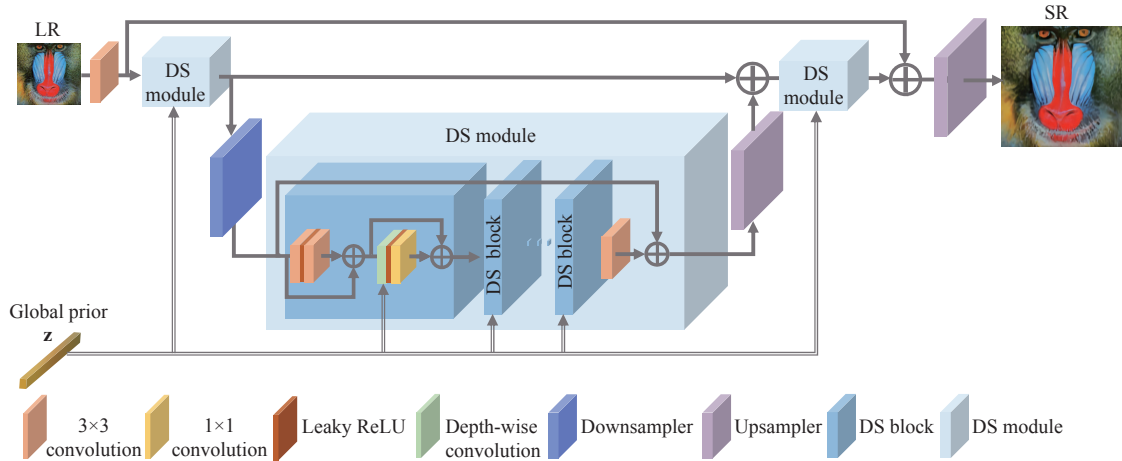 LR
SR
DS
module
DS
module
DS module
DS block
DS block
Global prior
z
3×3
convolution
1×1
convolution
Leaky ReLU
Depth-wise
convolution
Downsampler
Upsampler
DS block
DS module